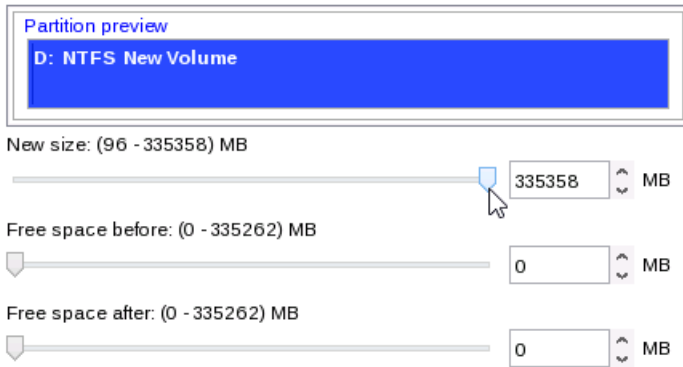 Partition preview
D: NTFS New Volume
New size: (96 - 335358) MB
335358 MB
Free space before: (0 - 335262) MB
0 MB
Free space after: (0 - 335262) MB
0 MB